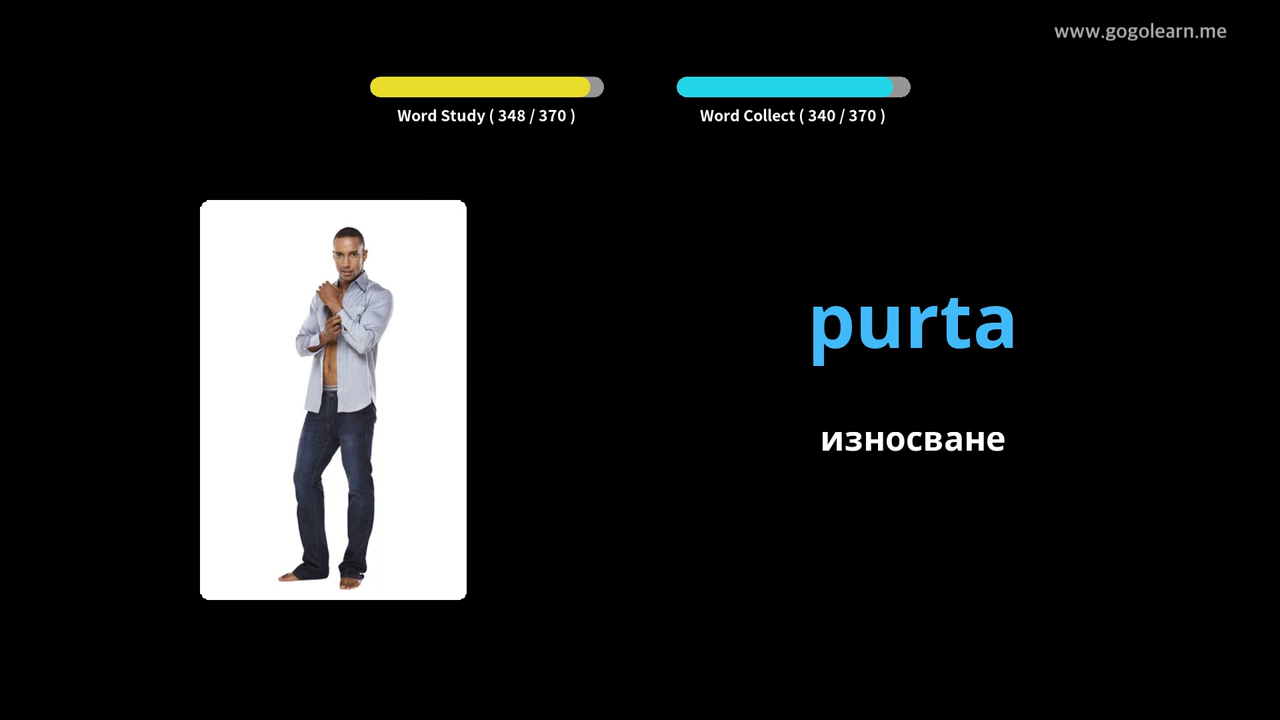 www.gogolearn.me
Word Study ( 348 / 370 )
Word Collect ( 340 / 370 )
purta
износване